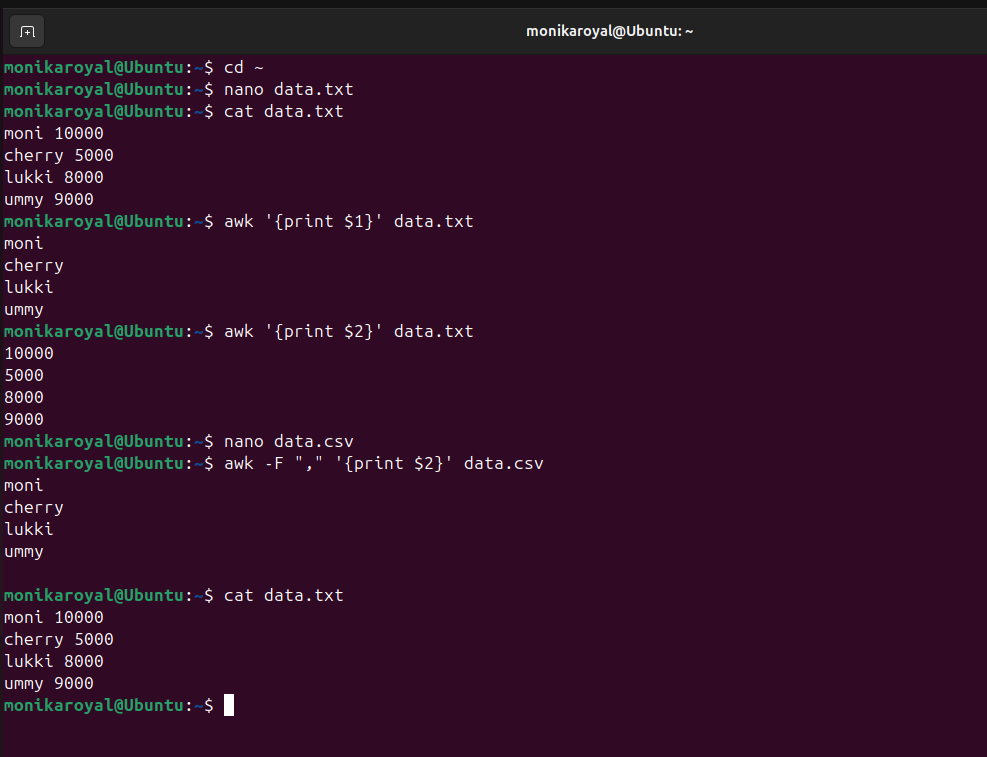 monikaroyal@Ubuntu: ~
monikaroyal@Ubuntu:~$ cd ~
monikaroyal@Ubuntu:~$ nano data.txt
monikaroyal@Ubuntu:~$ cat data.txt
moni 10000
cherry 5000
lukki 8000
ummy 9000
monikaroyal@Ubuntu:~$ awk '{print $1}' data.txt
moni
cherry
lukki
ummy
monikaroyal@Ubuntu:~$ awk '{print $2}' data.txt
10000
5000
8000
9000
monikaroyal@Ubuntu:~$ nano data.csv
monikaroyal@Ubuntu:~$ awk -F "," '{print $2}' data.csv
moni
cherry
lukki
ummy

monikaroyal@Ubuntu:~$ cat data.txt
moni 10000
cherry 5000
lukki 8000
ummy 9000
monikaroyal@Ubuntu:~$